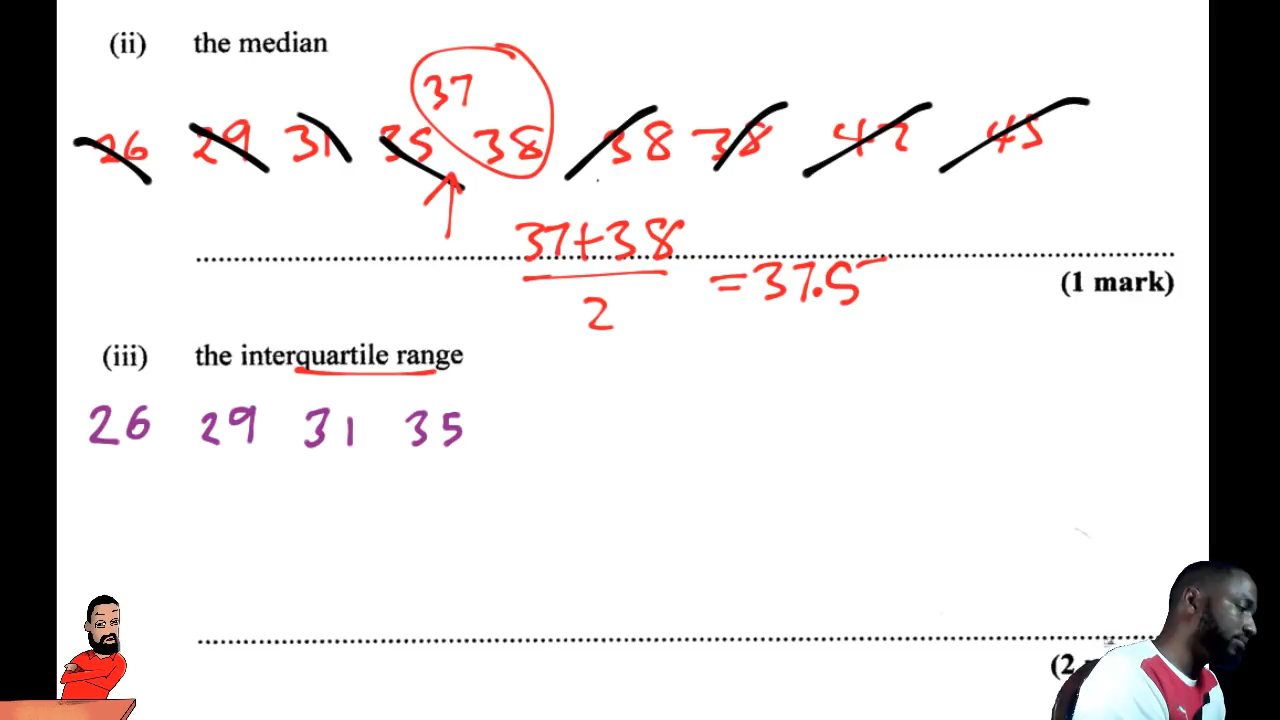 (ii) the median
37
26 29 31 35 38 38 38 42 45
37+38
2
=37.5
(1 mark)
(iii) the interquartile range
26 29 31 35
(2